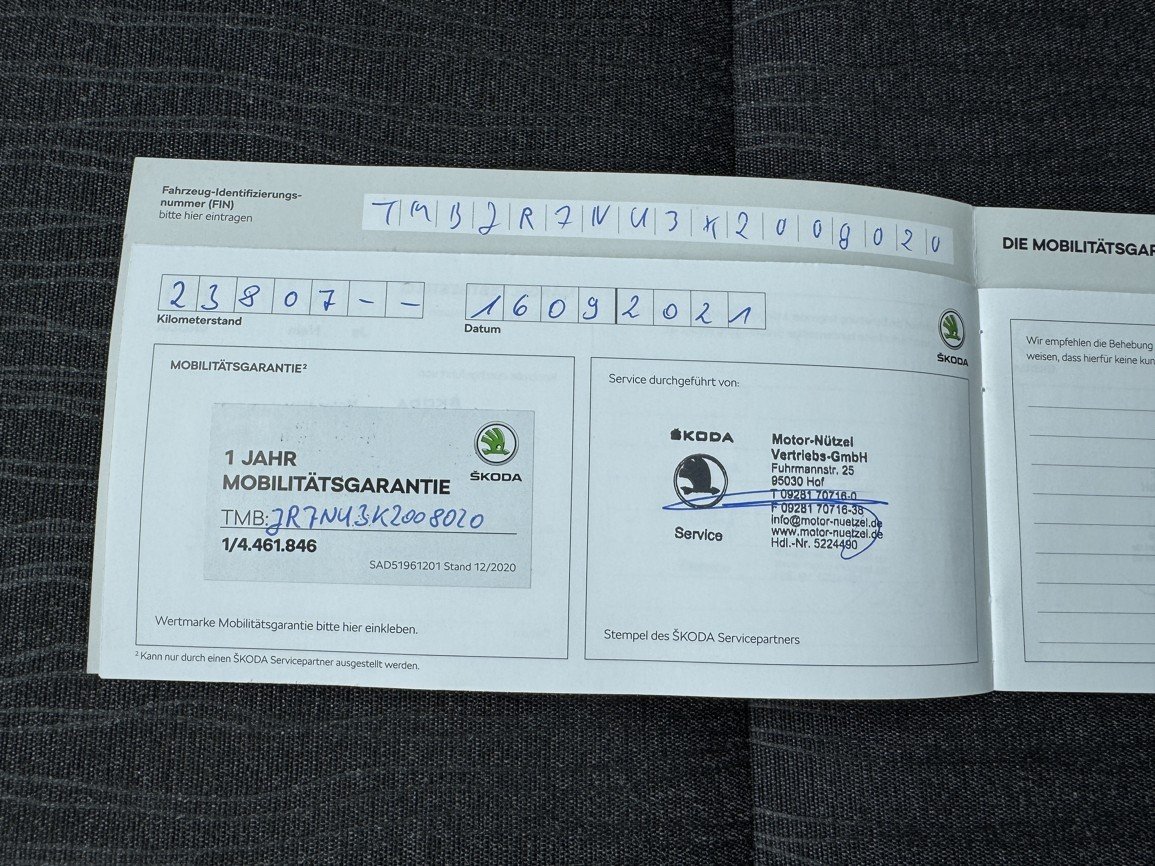 Fahrzeug-Identifizierungs-
nummer (FIN)
bitte hier eintragen
TMBJR7NU3K2008020
23807--
Kilometerstand
16092021
Datum
ŠKODA
MOBILITÄTSGARANTIE²
1 JAHR
MOBILITÄTSGARANTIE
ŠKODA
TMB:JR7NU3K2008020
1/4.461.846
SAD51961201 Stand 12/2020
Wertmarke Mobilitätsgarantie bitte hier einkleben.
² Kann nur durch einen ŠKODA Servicepartner ausgestellt werden.
Service durchgeführt von:
ŠKODA
Service
Motor-Nützel
Vertriebs-GmbH
Fuhrmannstr. 25
95030 Hof
T 09281 70716-0
F 09281 70716-38
info@motor-nuetzel.de
www.motor-nuetzel.de
Hdl.-Nr. 5224490
Stempel des ŠKODA Servicepartners
DIE MOBILITÄTSGAR
Wir empfehlen die Behebung
weisen, dass hierfür keine kun